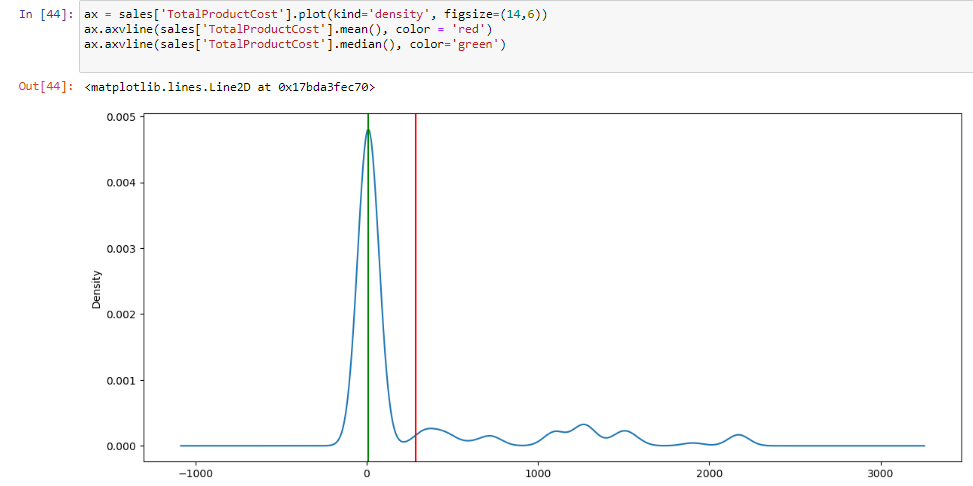 In [44]: ax = sales['TotalProductCost'].plot(kind='density', figsize=(14,6))
ax.axvline(sales['TotalProductCost'].mean(), color = 'red')
ax.axvline(sales['TotalProductCost'].median(), color='green')
Out[44]: <matplotlib.lines.Line2D at 0x17bda3fec70>
0.005
0.004
0.003
0.002
0.001
0.000
Density
−1000 0 1000 2000 3000